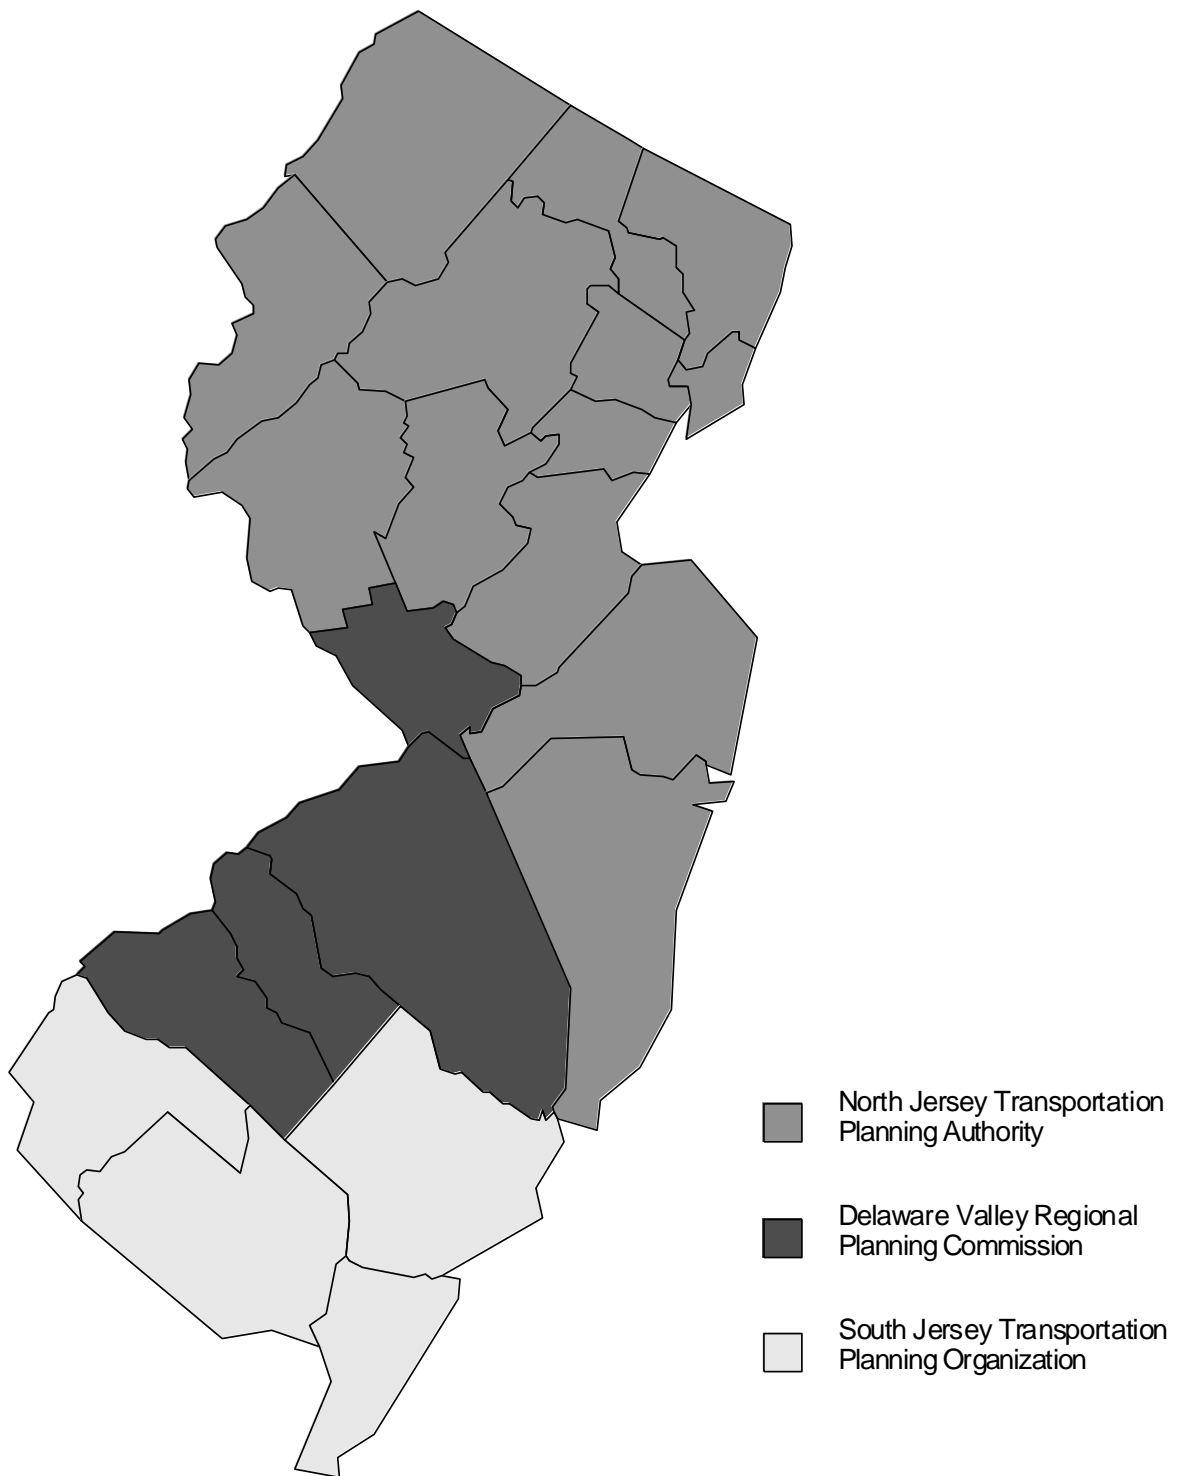 North Jersey Transportation
Planning Authority
Delaware Valley Regional
Planning Commission
South Jersey Transportation
Planning Organization